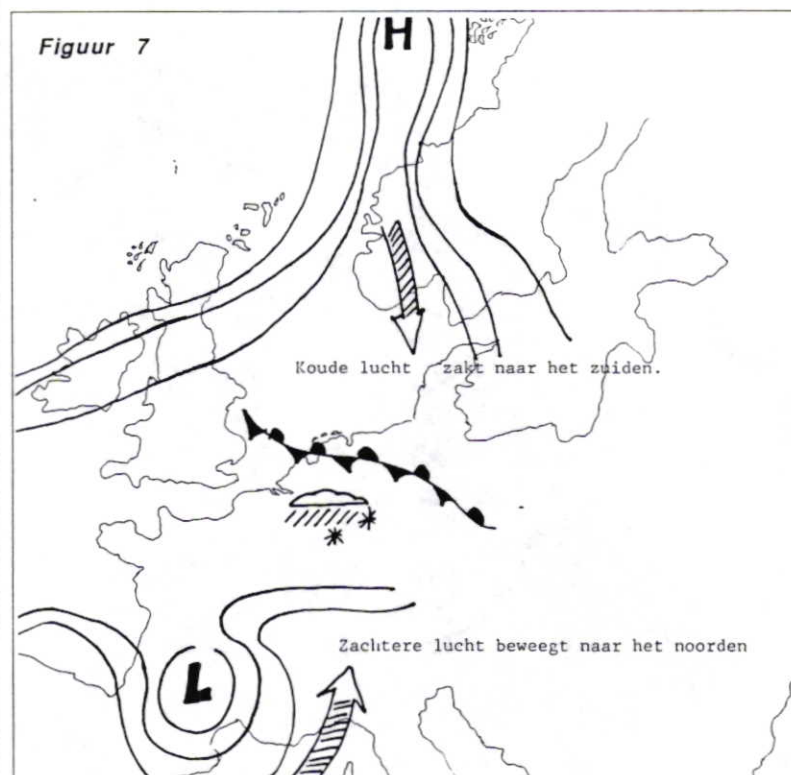 Figuur 7
H
Koude lucht zakt naar het zuiden.
Zachtere lucht beweegt naar het noorden
L